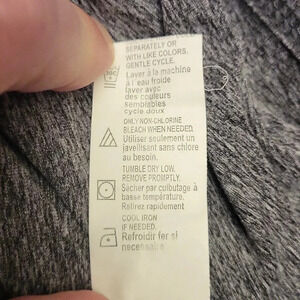 SEPARATELY OR
WITH LIKE COLORS.
GENTLE CYCLE.
Laver à la machine
à l'eau froide
laver avec
des couleurs
semblables
cycle doux
ONLY NON-CHLORINE
BLEACH WHEN NEEDED.
Utiliser seulement un
javellisant sans chlore
au besoin.
TUMBLE DRY LOW.
REMOVE PROMPTLY.
Sécher par culbutage à
basse température.
Retirez rapidement
COOL IRON
IF NEEDED.
Refroidir fer si
necessaire